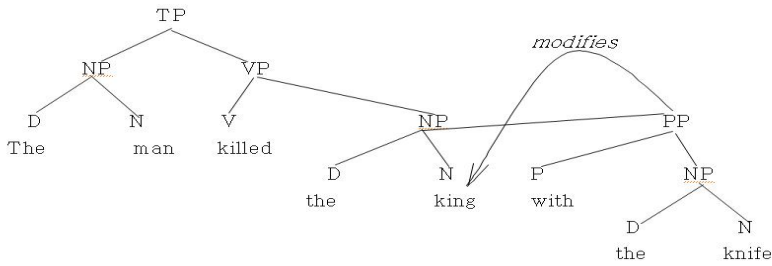 TP
modifies
NP VP
D N V NP PP
The man killed
D N P NP
the king with
D N
the knife